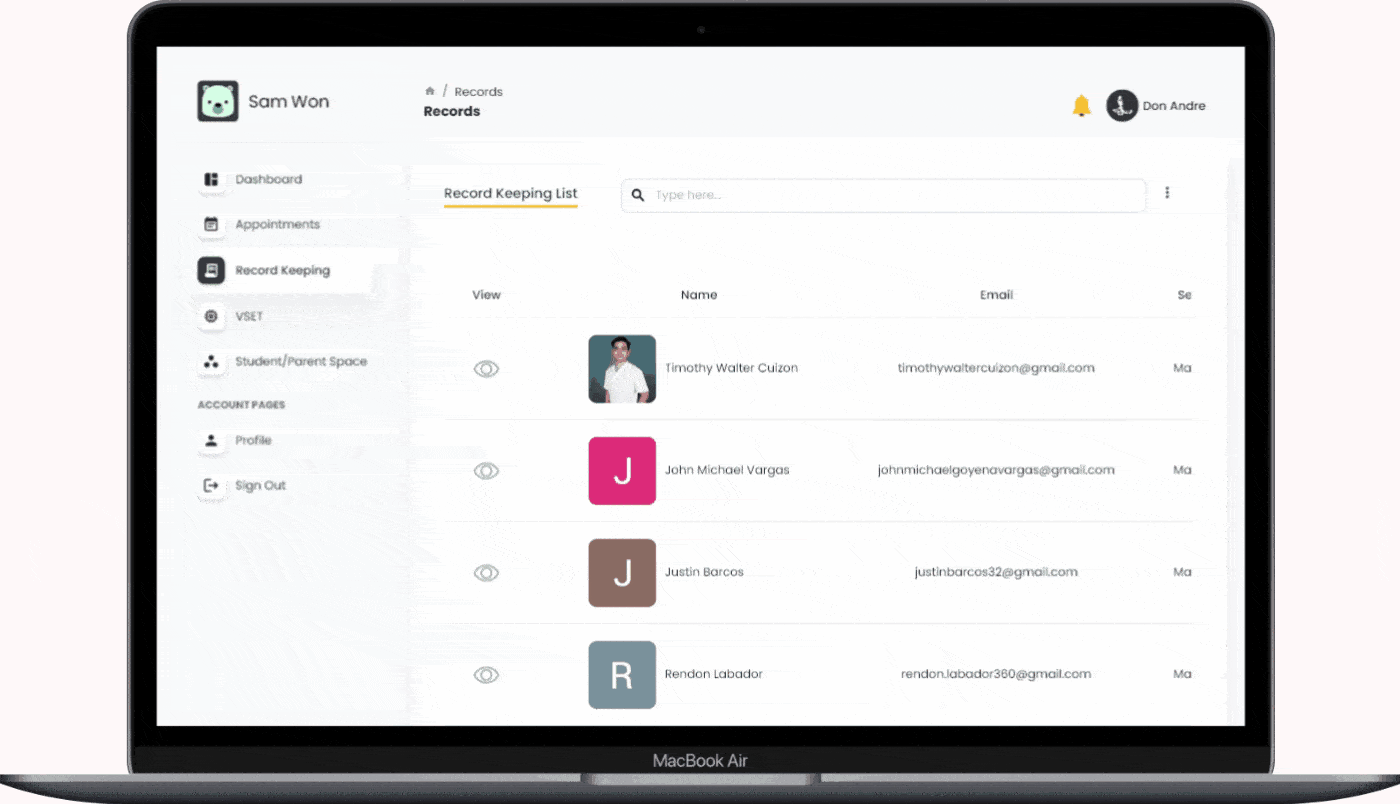 Sam Won
/ Records
Records
Don Andre
Dashboard
Appointments
Record Keeping
VSET
Student/Parent Space
ACCOUNT PAGES
Profile
Sign Out
Record Keeping List
Type here...
View Name Email Se
Timothy Walter Cuizon timothywaltercuizon@gmail.com Ma
J John Michael Vargas johnmichaelgoyenavargas@gmail.com Ma
J Justin Barcos justinbarcos32@gmail.com Ma
R Rendon Labador rendon.labador360@gmail.com Ma
MacBook Air